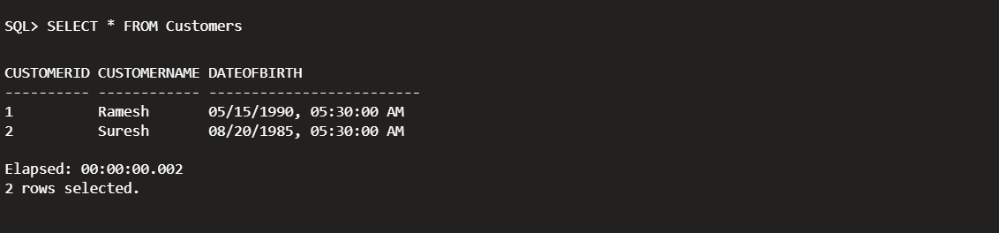 SQL> SELECT * FROM Customers
CUSTOMERID CUSTOMERNAME DATEOFBIRTH
---------- ------------ -------------------------
1          Ramesh       05/15/1990, 05:30:00 AM
2          Suresh       08/20/1985, 05:30:00 AM
Elapsed: 00:00:00.002
2 rows selected.